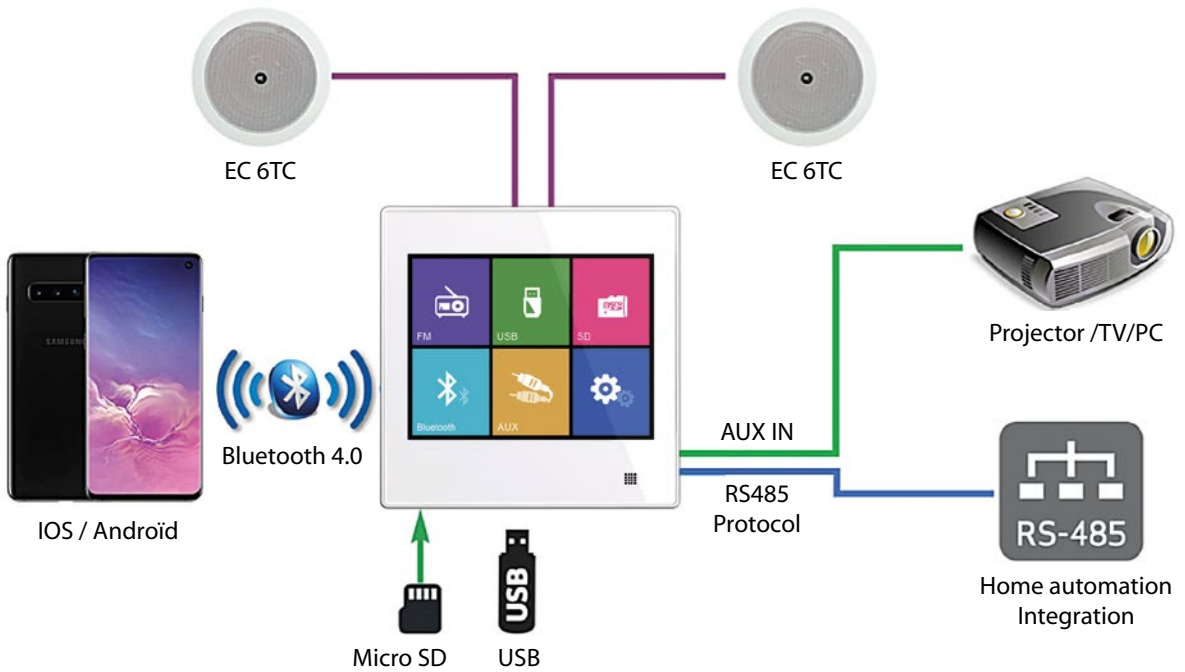 EC 6TC
EC 6TC
FM
USB
SD
Bluetooth
AUX
SAMSUNG
Bluetooth 4.0
IOS / Androïd
Projector /TV/PC
AUX IN
RS485
Protocol
RS-485
Home automation
Integration
USB
Micro SD
USB